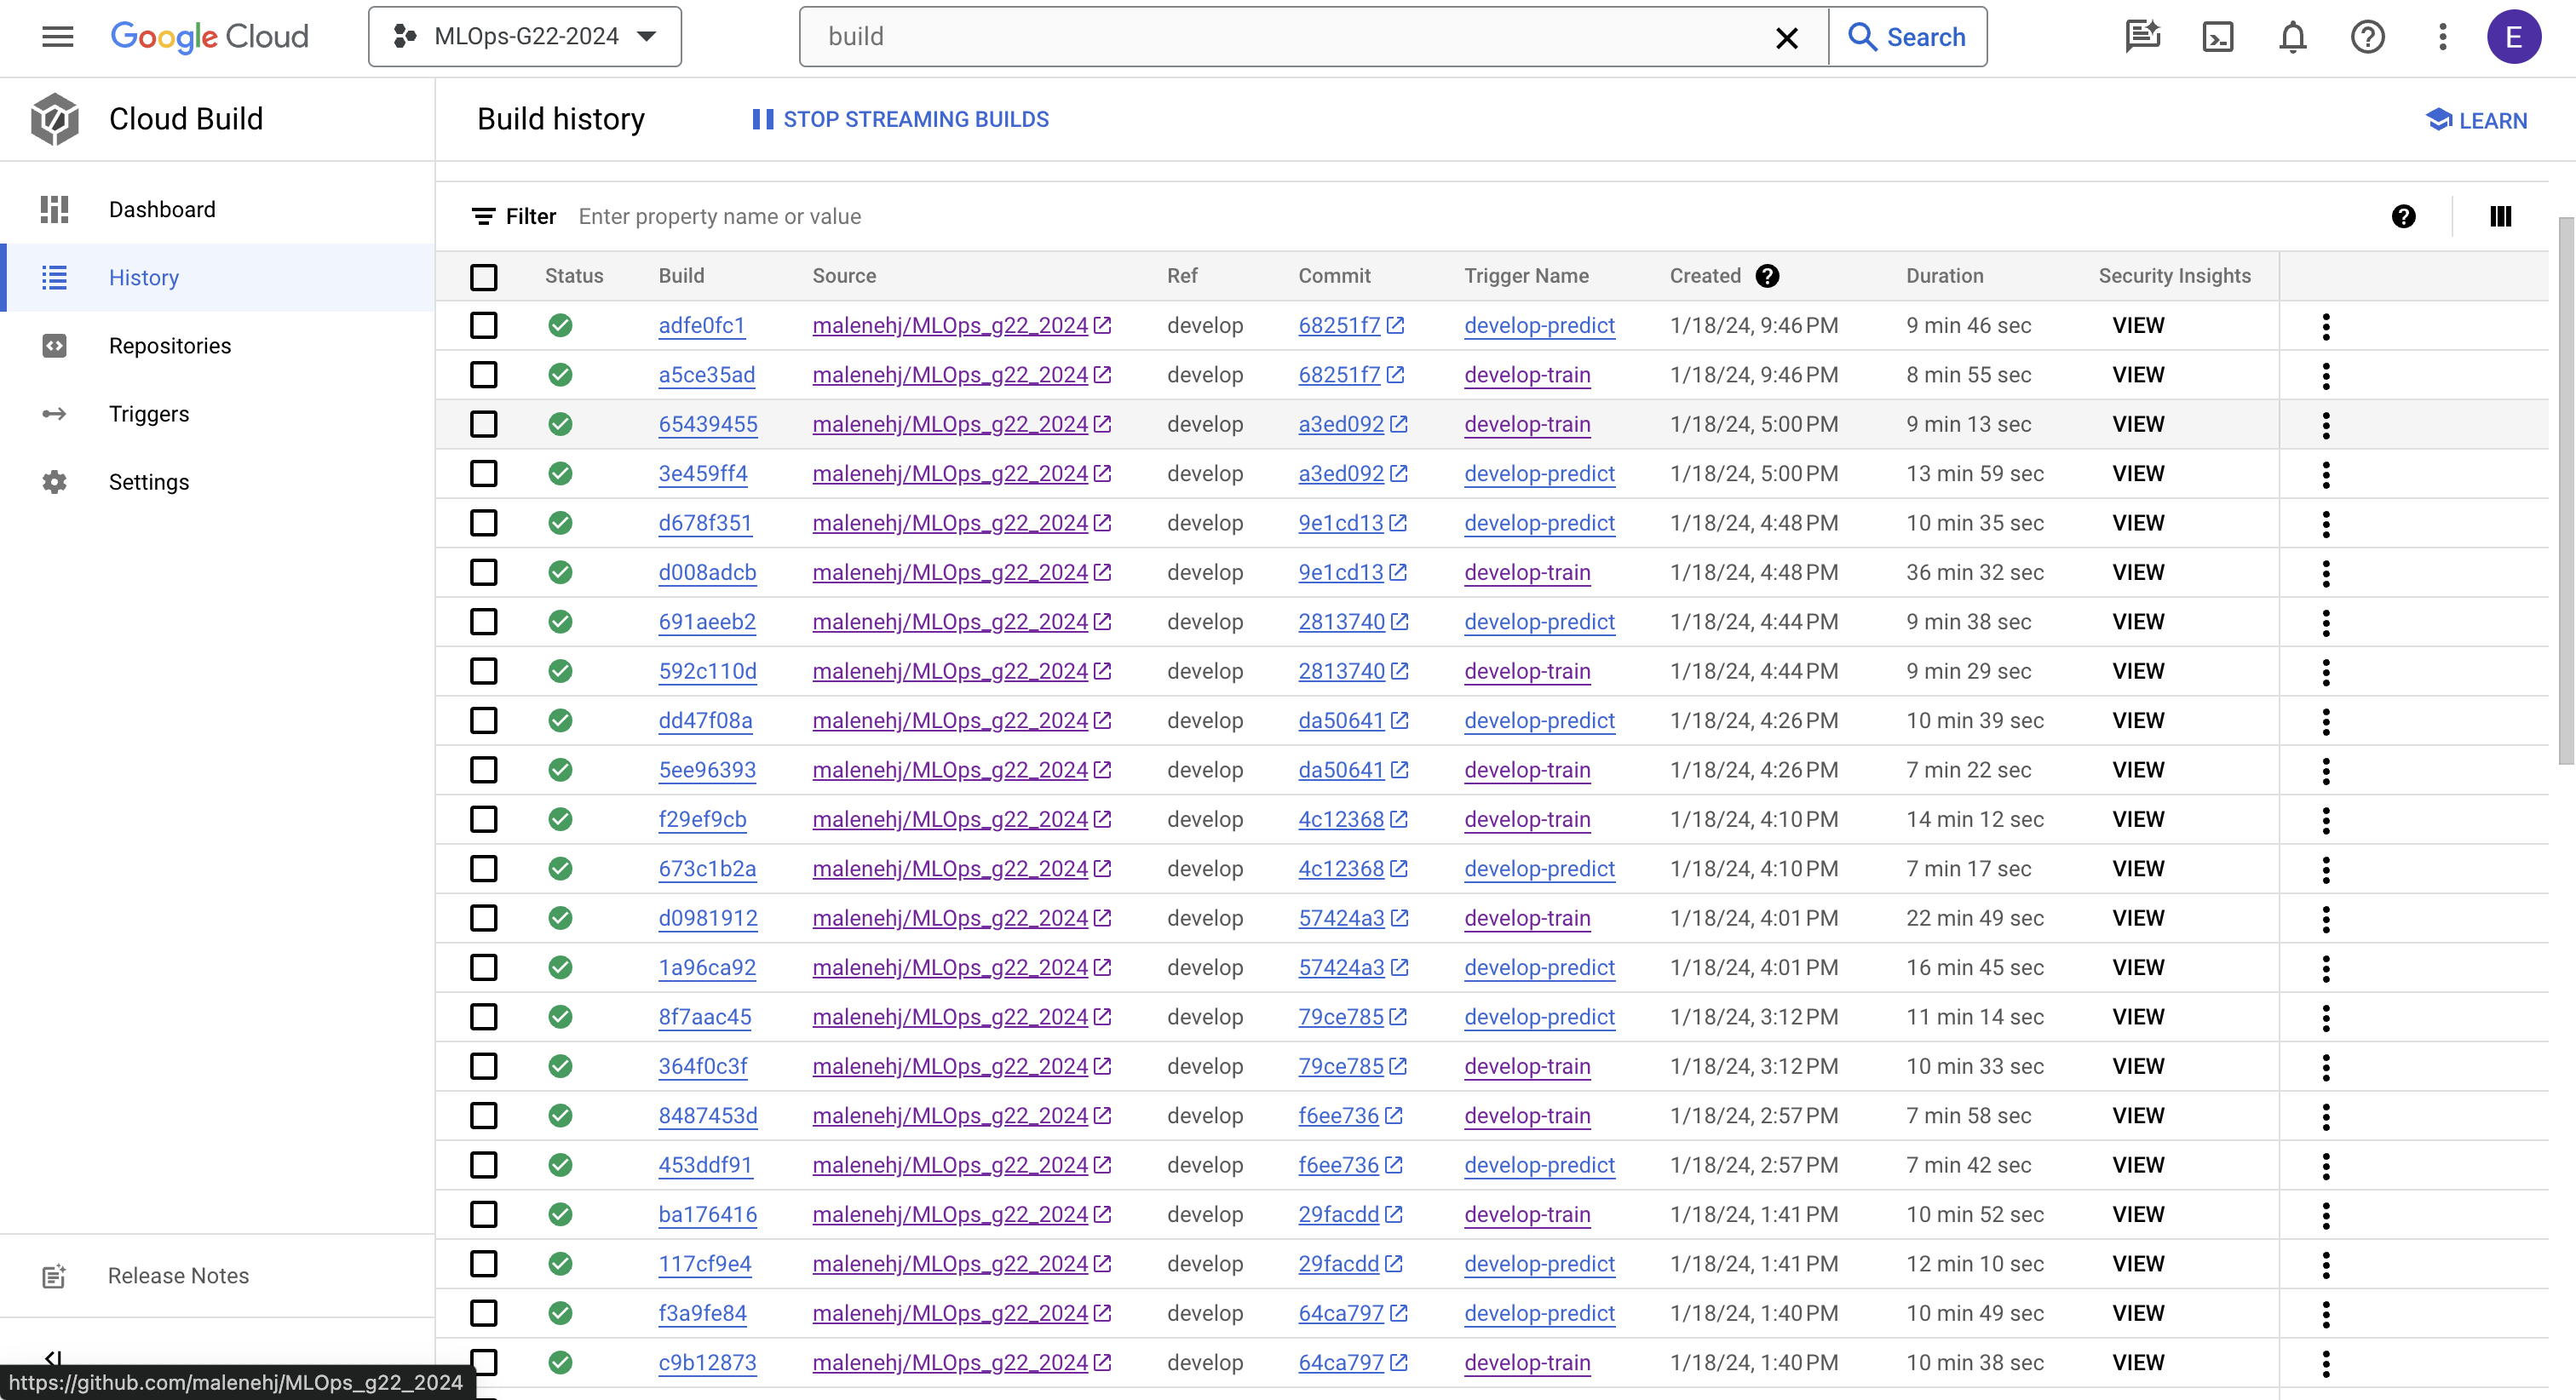 Google Cloud MLOps-G22-2024 build Search E
Cloud Build Build history STOP STREAMING BUILDS LEARN
Dashboard
History
Repositories
Triggers
Settings
Filter Enter property name or value
Status Build Source Ref Commit Trigger Name Created Duration Security Insights
adfe0fc1 malenehj/MLOps_g22_2024 develop 68251f7 develop-predict 1/18/24, 9:46 PM 9 min 46 sec VIEW
a5ce35ad malenehj/MLOps_g22_2024 develop 68251f7 develop-train 1/18/24, 9:46 PM 8 min 55 sec VIEW
65439455 malenehj/MLOps_g22_2024 develop a3ed092 develop-train 1/18/24, 5:00 PM 9 min 13 sec VIEW
3e459ff4 malenehj/MLOps_g22_2024 develop a3ed092 develop-predict 1/18/24, 5:00 PM 13 min 59 sec VIEW
d678f351 malenehj/MLOps_g22_2024 develop 9e1cd13 develop-predict 1/18/24, 4:48 PM 10 min 35 sec VIEW
d008adcb malenehj/MLOps_g22_2024 develop 9e1cd13 develop-train 1/18/24, 4:48 PM 36 min 32 sec VIEW
691aeeb2 malenehj/MLOps_g22_2024 develop 2813740 develop-predict 1/18/24, 4:44 PM 9 min 38 sec VIEW
592c110d malenehj/MLOps_g22_2024 develop 2813740 develop-train 1/18/24, 4:44 PM 9 min 29 sec VIEW
dd47f08a malenehj/MLOps_g22_2024 develop da50641 develop-predict 1/18/24, 4:26 PM 10 min 39 sec VIEW
5ee96393 malenehj/MLOps_g22_2024 develop da50641 develop-train 1/18/24, 4:26 PM 7 min 22 sec VIEW
f29ef9cb malenehj/MLOps_g22_2024 develop 4c12368 develop-train 1/18/24, 4:10 PM 14 min 12 sec VIEW
673c1b2a malenehj/MLOps_g22_2024 develop 4c12368 develop-predict 1/18/24, 4:10 PM 7 min 17 sec VIEW
d0981912 malenehj/MLOps_g22_2024 develop 57424a3 develop-train 1/18/24, 4:01 PM 22 min 49 sec VIEW
1a96ca92 malenehj/MLOps_g22_2024 develop 57424a3 develop-predict 1/18/24, 4:01 PM 16 min 45 sec VIEW
8f7aac45 malenehj/MLOps_g22_2024 develop 79ce785 develop-predict 1/18/24, 3:12 PM 11 min 14 sec VIEW
364f0c3f malenehj/MLOps_g22_2024 develop 79ce785 develop-train 1/18/24, 3:12 PM 10 min 33 sec VIEW
8487453d malenehj/MLOps_g22_2024 develop f6ee736 develop-train 1/18/24, 2:57 PM 7 min 58 sec VIEW
453ddf91 malenehj/MLOps_g22_2024 develop f6ee736 develop-predict 1/18/24, 2:57 PM 7 min 42 sec VIEW
ba176416 malenehj/MLOps_g22_2024 develop 29facdd develop-train 1/18/24, 1:41 PM 10 min 52 sec VIEW
117cf9e4 malenehj/MLOps_g22_2024 develop 29facdd develop-predict 1/18/24, 1:41 PM 12 min 10 sec VIEW
f3a9fe84 malenehj/MLOps_g22_2024 develop 64ca797 develop-predict 1/18/24, 1:40 PM 10 min 49 sec VIEW
c9b12873 malenehj/MLOps_g22_2024 develop 64ca797 develop-train 1/18/24, 1:40 PM 10 min 38 sec VIEW
Release Notes
https://github.com/malenehj/MLOps_g22_2024